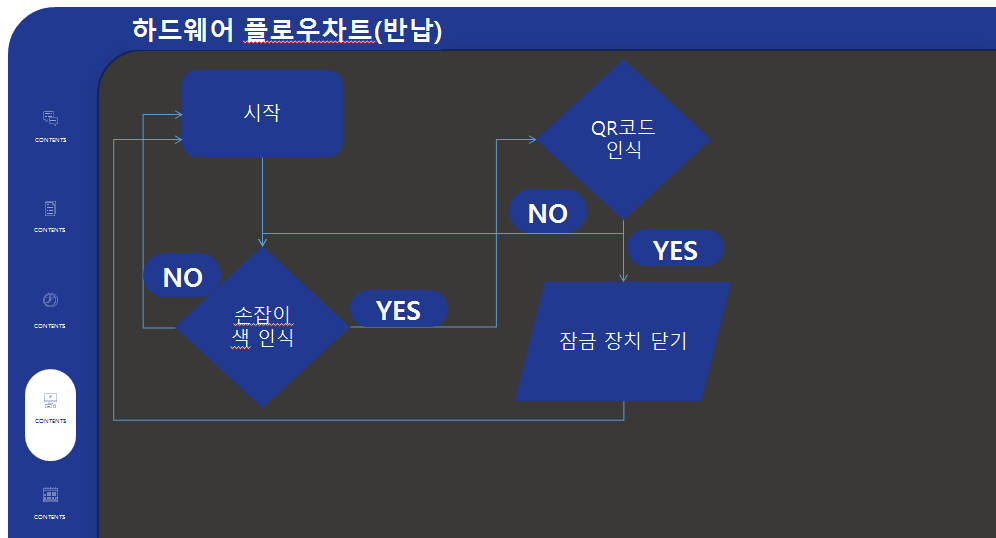 하드웨어 플로우차트(반납)
CONTENTS
CONTENTS
CONTENTS
CONTENTS
CONTENTS
시작
QR코드
인식
NO
YES
NO
YES
손잡이
색 인식
잠금 장치 닫기